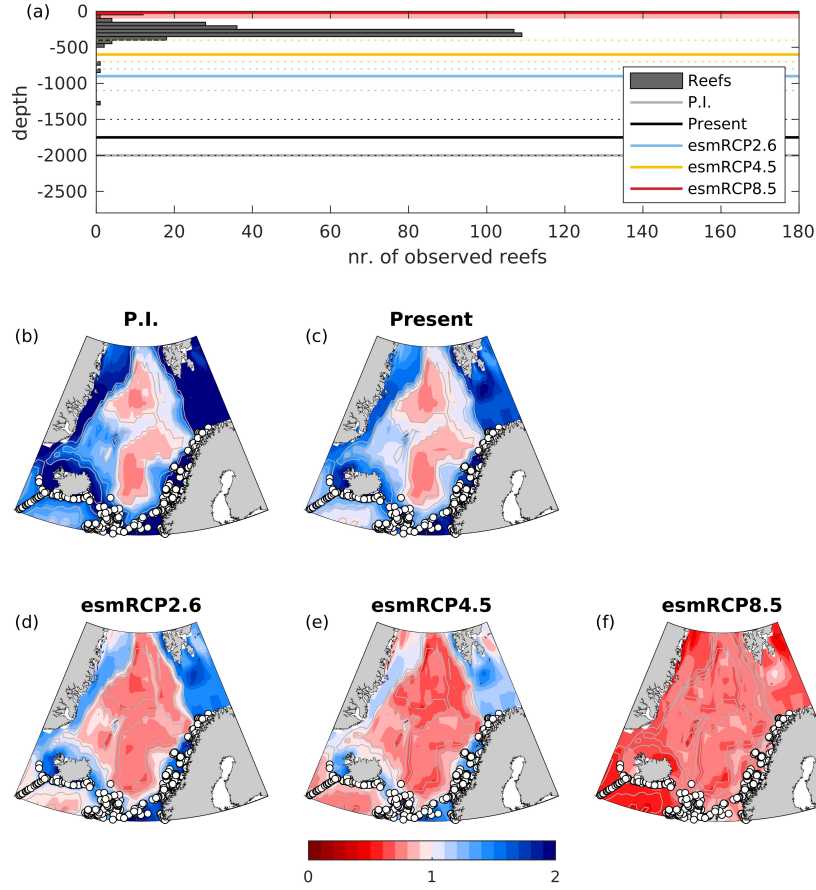 (a)
0
-500
-1000
-1500
-2000
-2500
depth
0 20 40 60 80 100 120 140 160 180
nr. of observed reefs
Reefs
P.I.
Present
esmRCP2.6
esmRCP4.5
esmRCP8.5
(b) P.I.
(c) Present
(d) esmRCP2.6
(e) esmRCP4.5
(f) esmRCP8.5
0 1 2